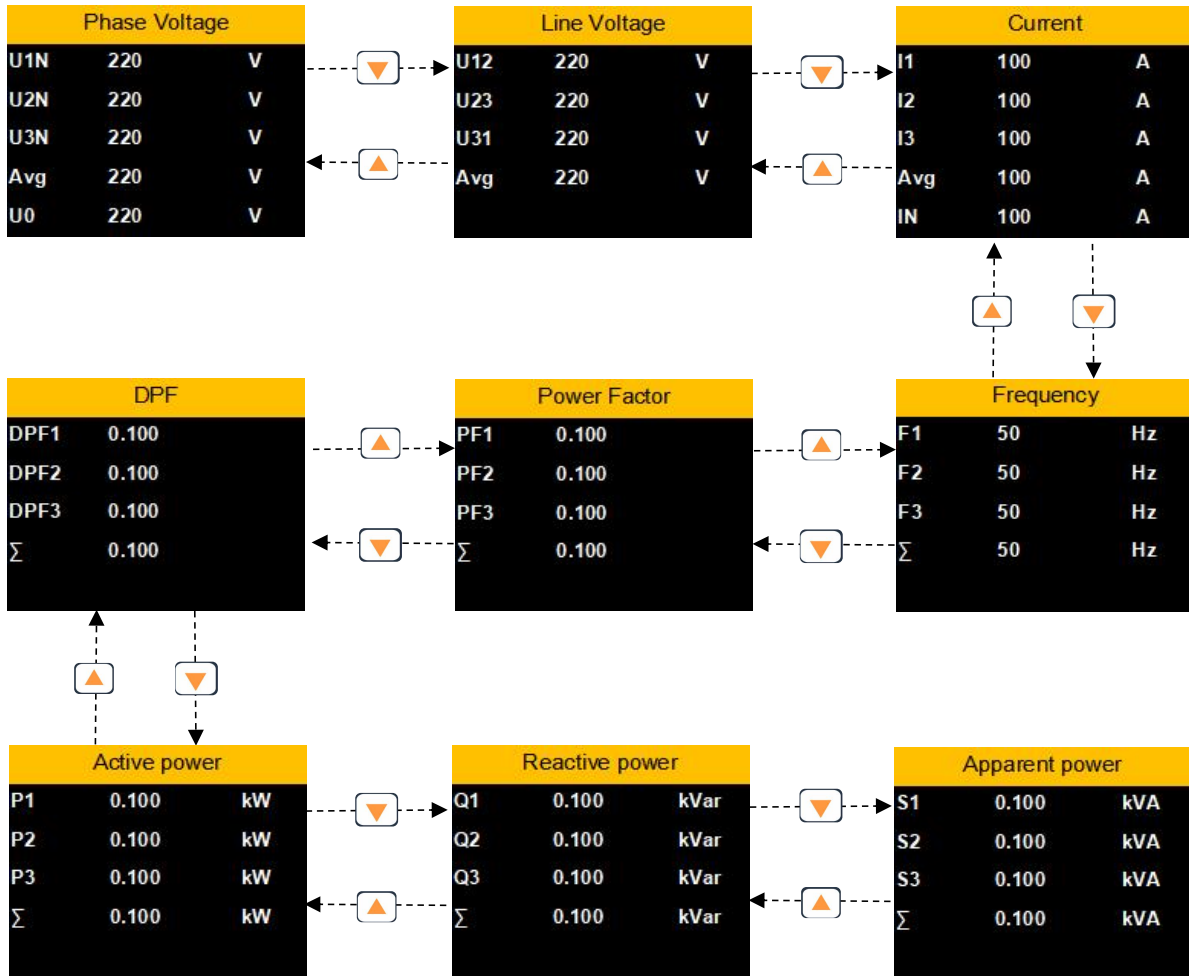 Phase Voltage
U1N 220 V
U2N 220 V
U3N 220 V
Avg 220 V
U0 220 V
Line Voltage
U12 220 V
U23 220 V
U31 220 V
Avg 220 V
Current
I1 100 A
I2 100 A
I3 100 A
Avg 100 A
IN 100 A
DPF
DPF1 0.100
DPF2 0.100
DPF3 0.100
∑ 0.100
Power Factor
PF1 0.100
PF2 0.100
PF3 0.100
∑ 0.100
Frequency
F1 50 Hz
F2 50 Hz
F3 50 Hz
∑ 50 Hz
Active power
P1 0.100 kW
P2 0.100 kW
P3 0.100 kW
∑ 0.100 kW
Reactive power
Q1 0.100 kVar
Q2 0.100 kVar
Q3 0.100 kVar
∑ 0.100 kVar
Apparent power
S1 0.100 kVA
S2 0.100 kVA
S3 0.100 kVA
∑ 0.100 kVA